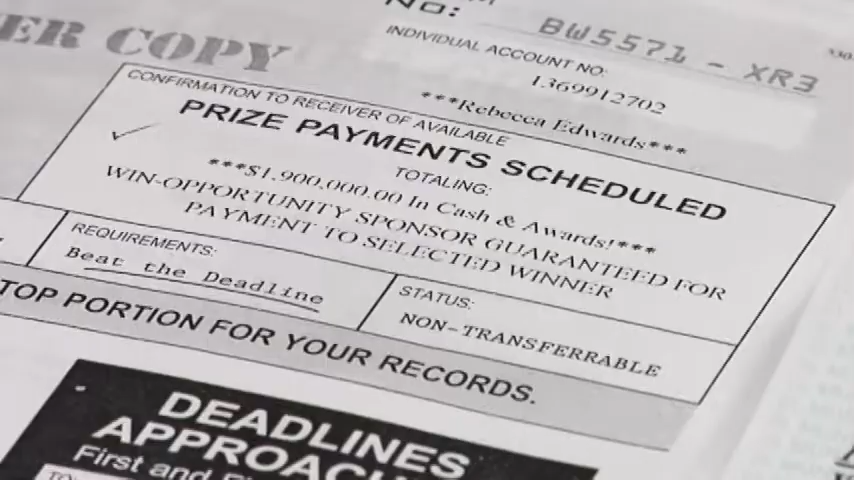 NO: BW5571 - XR3
ER COPY
INDIVIDUAL ACCOUNT NO:
1369912702
***Rebecca Edwards***
CONFIRMATION TO RECEIVER OF AVAILABLE
PRIZE PAYMENTS SCHEDULED
TOTALING:
***$1,900,000.00 In Cash & Awards!***
WIN-OPPORTUNITY SPONSOR GUARANTEED FOR
PAYMENT TO SELECTED WINNER
REQUIREMENTS:
Beat the Deadline
STATUS:
NON-TRANSFERRABLE
TOP PORTION FOR YOUR RECORDS.
DEADLINES
APPROACH
First and